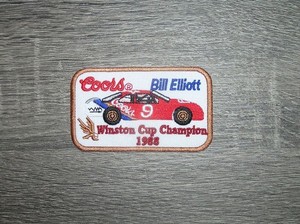 Coors® Bill Elliott
9
Winston Cup Champion
1988